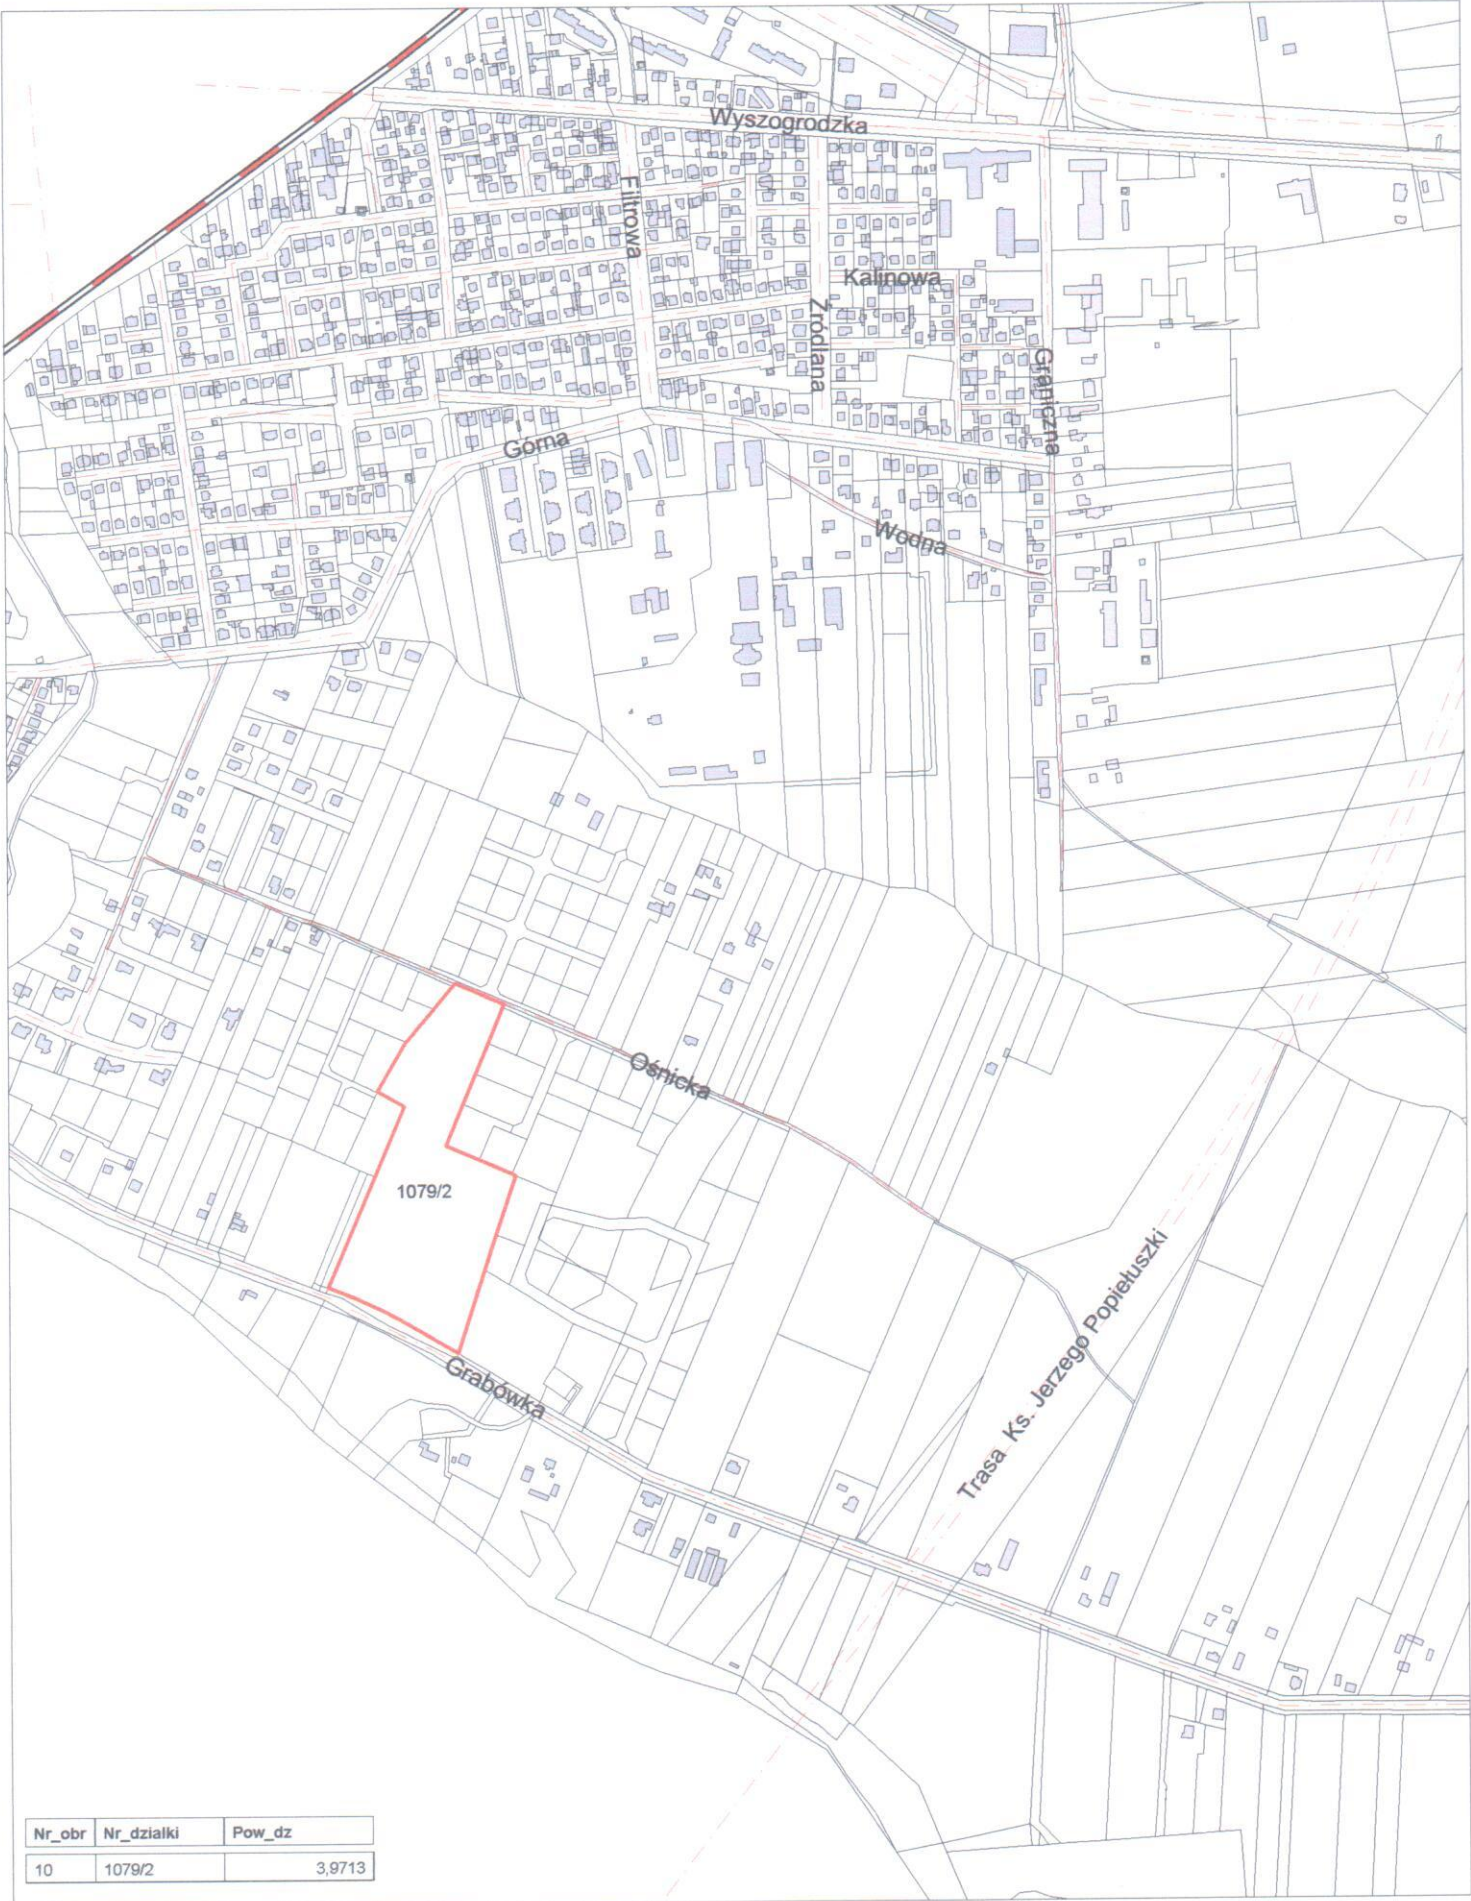 Wyszogrodzka
Filtrowa
Kalinowa
Źródlana
Graniczna
Górna
Wodna
Ośnicka
1079/2
Trasa Ks. Jerzego Popiełuszki
Grabówka
Nr_obr Nr_dzialki Pow_dz
10 1079/2 3,9713